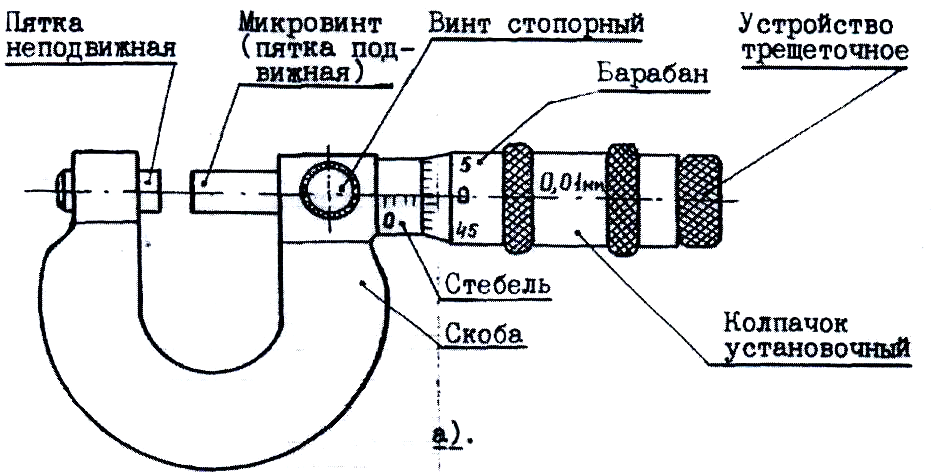 Пятка
неподвижная
Микровинт
(пятка под-
вижная)
Винт стопорный
Устройство
трещеточное
Барабан
5
0
45
0,01мм
0
Стебель
Скоба
Колпачок
установочный
а).